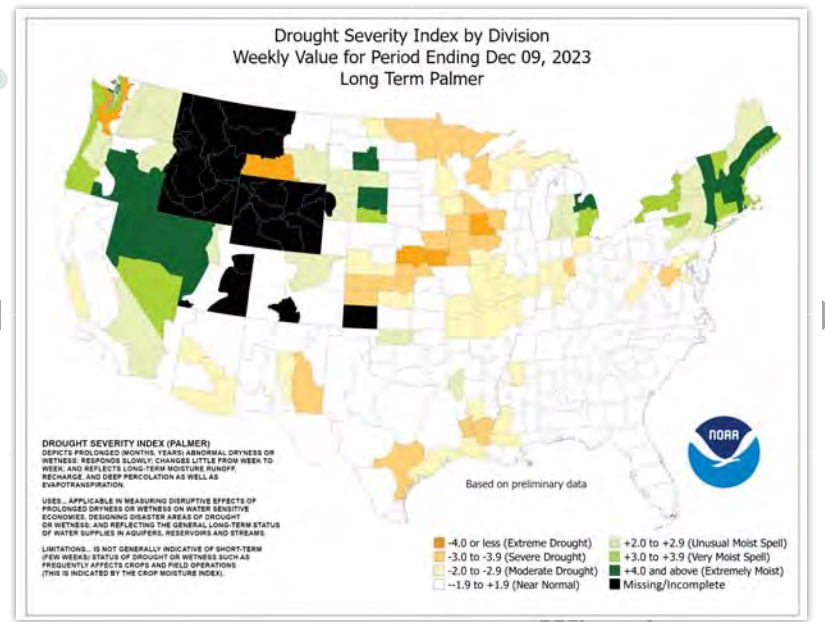 Drought Severity Index by Division
Weekly Value for Period Ending Dec 09, 2023
Long Term Palmer
DROUGHT SEVERITY INDEX (PALMER)
DEPICTS PROLONGED (MONTHS, YEARS) ABNORMAL DRYNESS OR
WETNESS; RESPONDS SLOWLY; CHANGES LITTLE FROM WEEK TO
WEEK; AND REFLECTS LONG-TERM MOISTURE RUNOFF,
RECHARGE, AND DEEP PERCOLATION AS WELL AS
EVAPOTRANSPIRATION.
USES... APPLICABLE IN MEASURING DISRUPTIVE EFFECTS OF
PROLONGED DRYNESS OR WETNESS ON WATER SENSITIVE
ECONOMIES, DESIGNING DISASTER AREAS OF DROUGHT
OR WETNESS; AND REFLECTING THE GENERAL LONG-TERM STATUS
OF WATER SUPPLIES IN AQUIFERS, RESERVOIRS AND STREAMS.
LIMITATIONS... IS NOT GENERALLY INDICATIVE OF SHORT-TERM
(FEW WEEKS) STATUS OF DROUGHT OR WETNESS SUCH AS
FREQUENTLY AFFECTS CROPS AND FIELD OPERATIONS
(THIS IS INDICATED BY THE CROP MOISTURE INDEX).
NOAA
Based on preliminary data
-4.0 or less (Extreme Drought)
-3.0 to -3.9 (Severe Drought)
-2.0 to -2.9 (Moderate Drought)
--1.9 to +1.9 (Near Normal)
+2.0 to +2.9 (Unusual Moist Spell)
+3.0 to +3.9 (Very Moist Spell)
+4.0 and above (Extremely Moist)
Missing/Incomplete